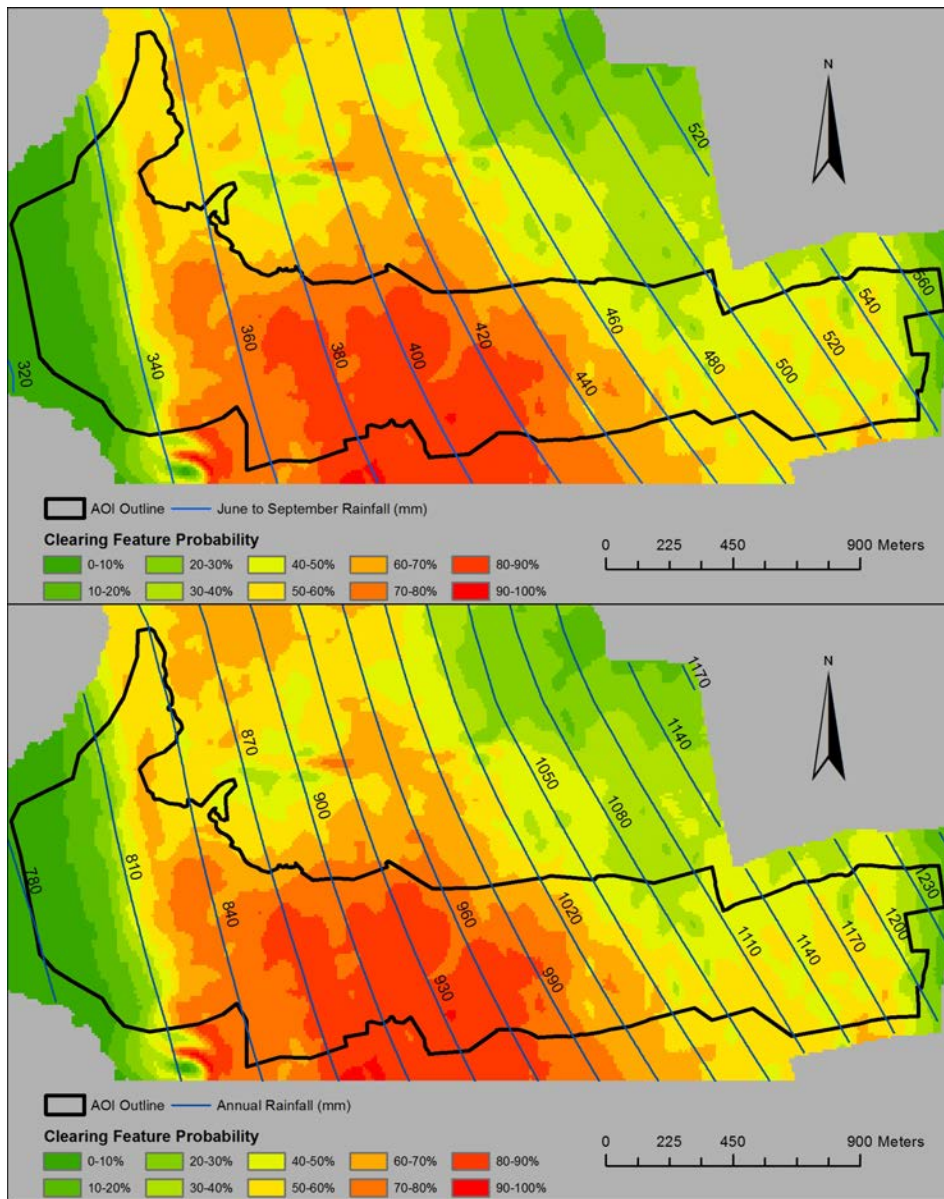 N
520
560
540
520
500
480
460
440
420
400
380
360
340
320
AOI Outline June to September Rainfall (mm)
Clearing Feature Probability
0-10% 20-30% 40-50% 60-70% 80-90%
10-20% 30-40% 50-60% 70-80% 90-100%
0 225 450 900 Meters
N
1170
1140
870
1050
900
1080
810
780
840
960
1020
930
990
1110
1140
1170
1200
1230
AOI Outline Annual Rainfall (mm)
Clearing Feature Probability
0-10% 20-30% 40-50% 60-70% 80-90%
10-20% 30-40% 50-60% 70-80% 90-100%
0 225 450 900 Meters